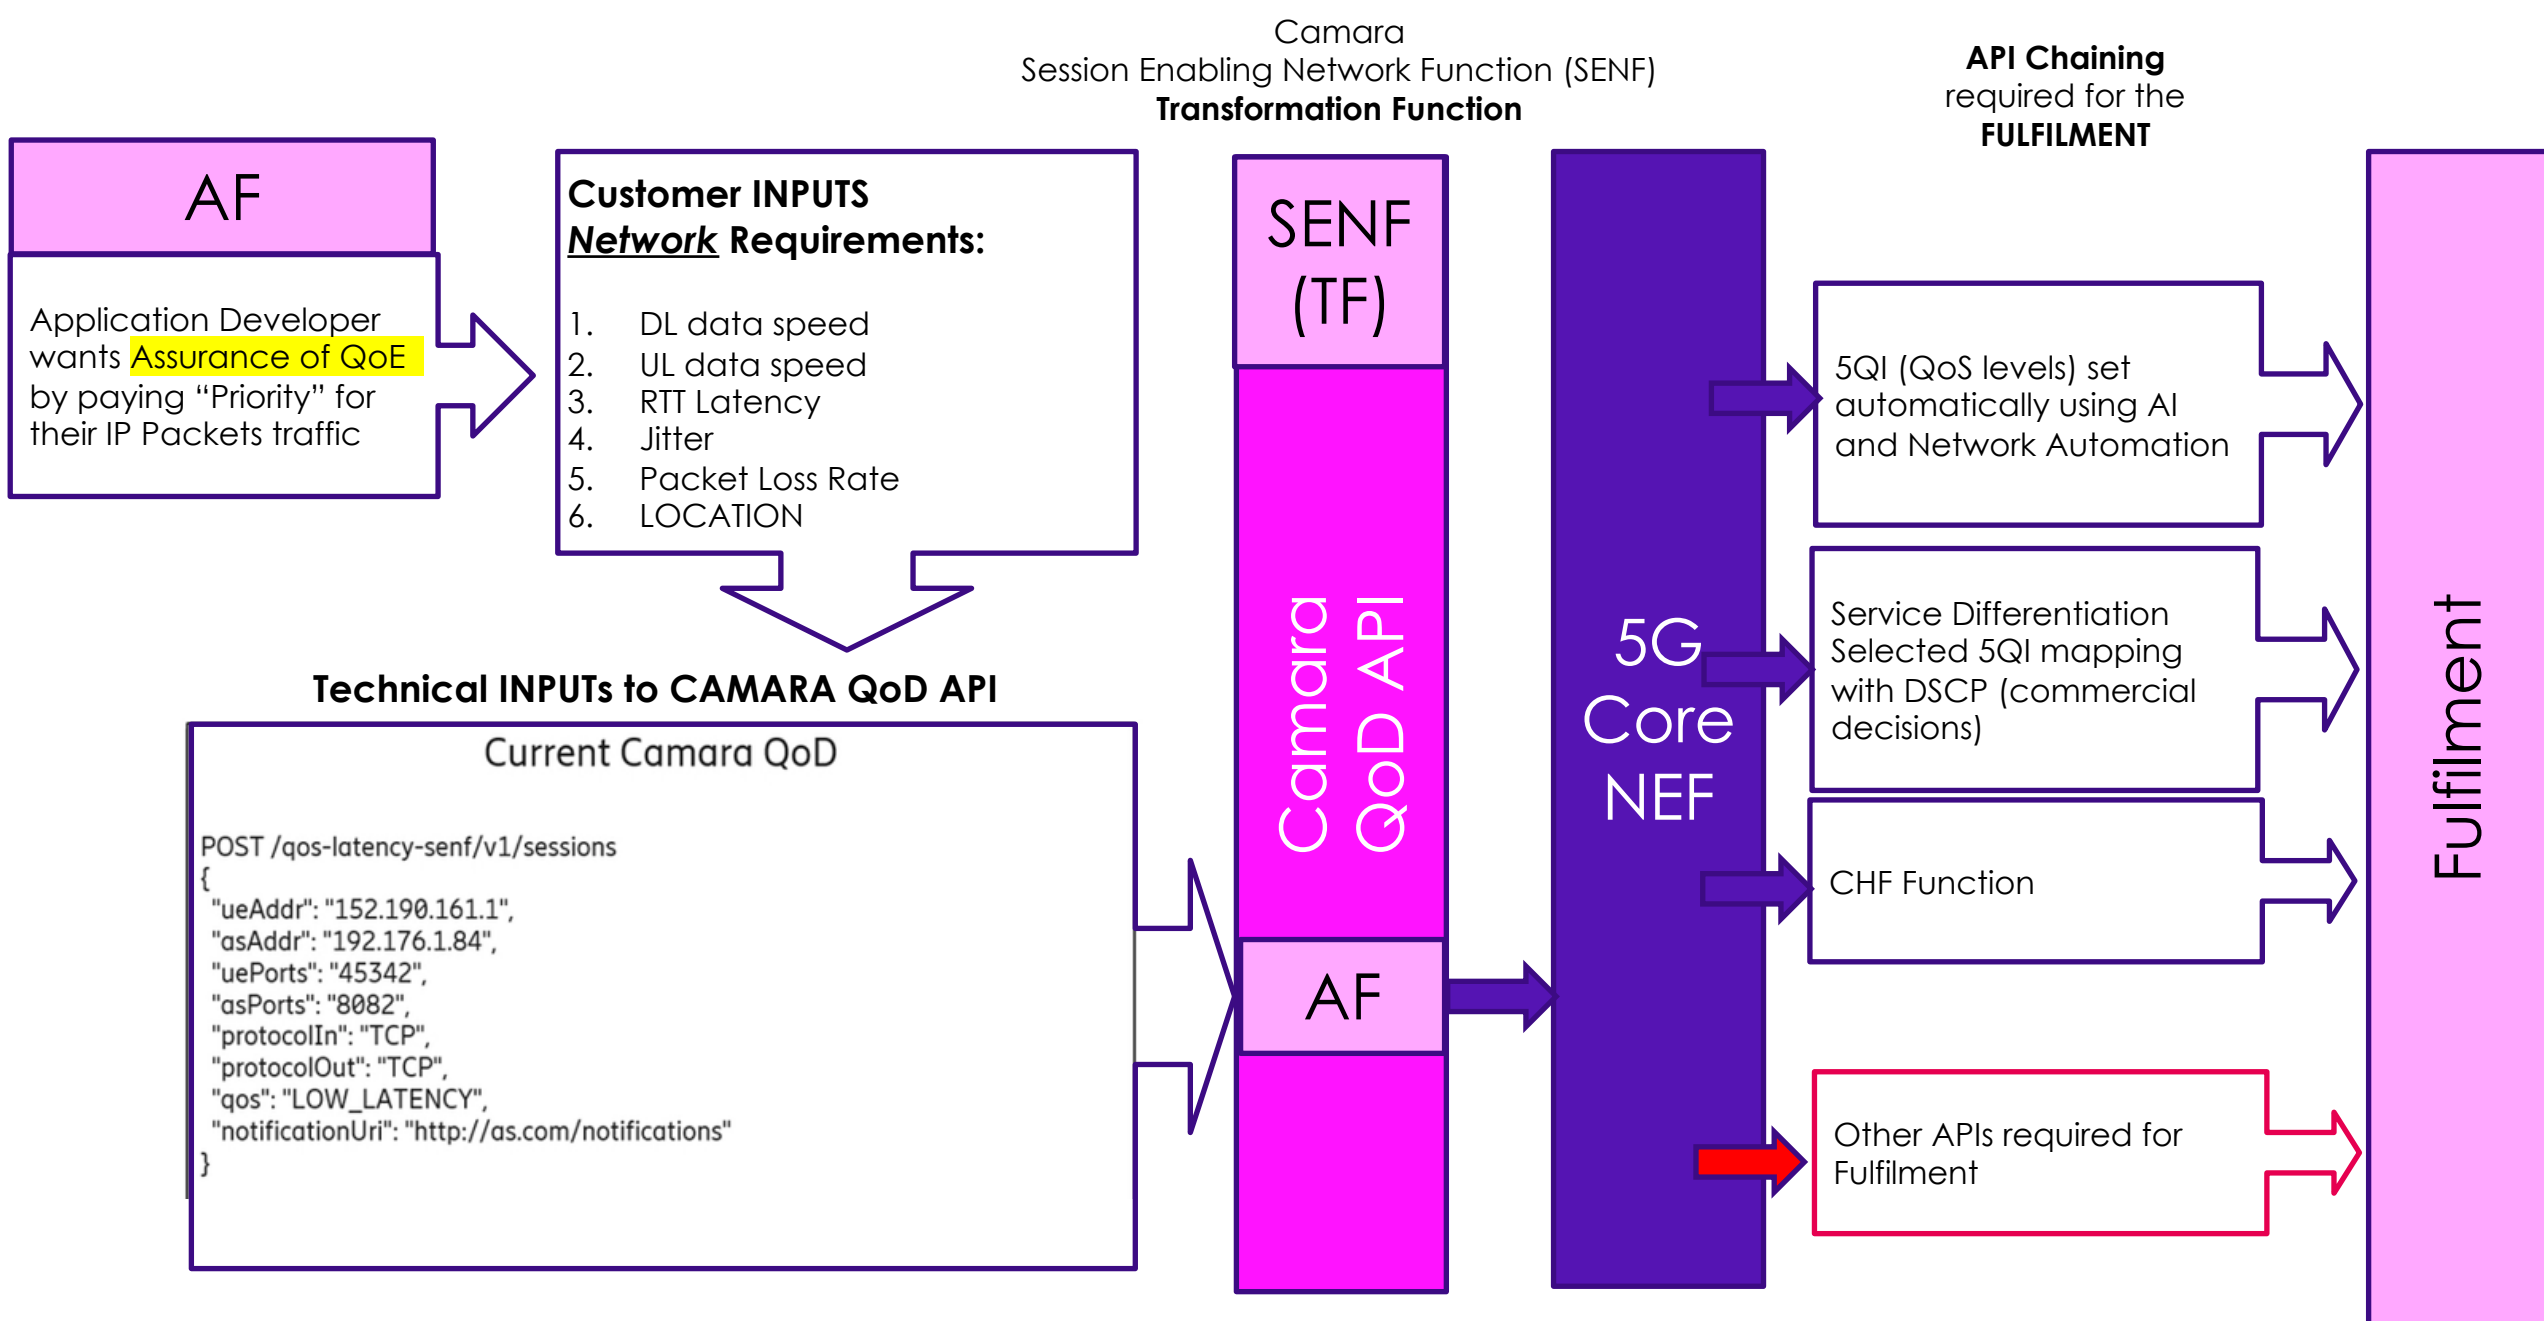 Camara
Session Enabling Network Function (SENF)
Transformation Function
API Chaining
required for the
FULFILMENT
AF
Application Developer
wants Assurance of QoE
by paying “Priority” for
their IP Packets traffic
Customer INPUTS
Network Requirements:
1. DL data speed
2. UL data speed
3. RTT Latency
4. Jitter
5. Packet Loss Rate
6. LOCATION
Technical INPUTs to CAMARA QoD API
Current Camara QoD
POST /qos-latency-senf/v1/sessions
{
"ueAddr": "152.190.161.1",
"asAddr": "192.176.1.84",
"uePorts": "45342",
"asPorts": "8082",
"protocolIn": "TCP",
"protocolOut": "TCP",
"qos": "LOW_LATENCY",
"notificationUri": "http://as.com/notifications"
}
SENF
(TF)
Camara
QoD API
AF
5G
Core
NEF
5QI (QoS levels) set
automatically using AI
and Network Automation
Service Differentiation
Selected 5QI mapping
with DSCP (commercial
decisions)
CHF Function
Other APIs required for
Fulfilment
Fulfilment